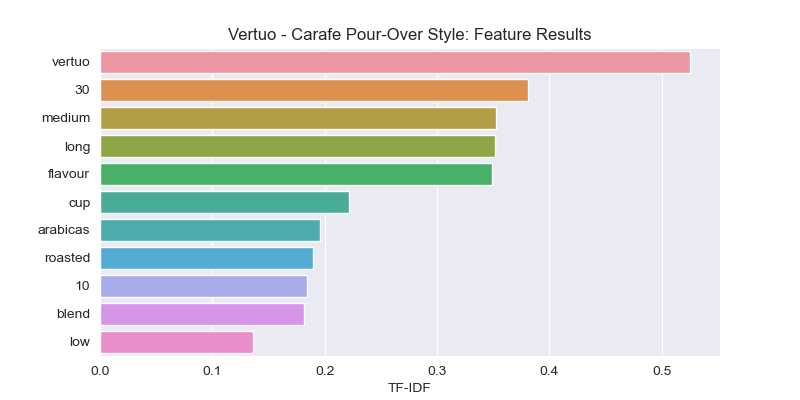 Vertuo - Carafe Pour-Over Style: Feature Results
vertuo
30
medium
long
flavour
cup
arabicas
roasted
10
blend
low
0.0 0.1 0.2 0.3 0.4 0.5
TF-IDF